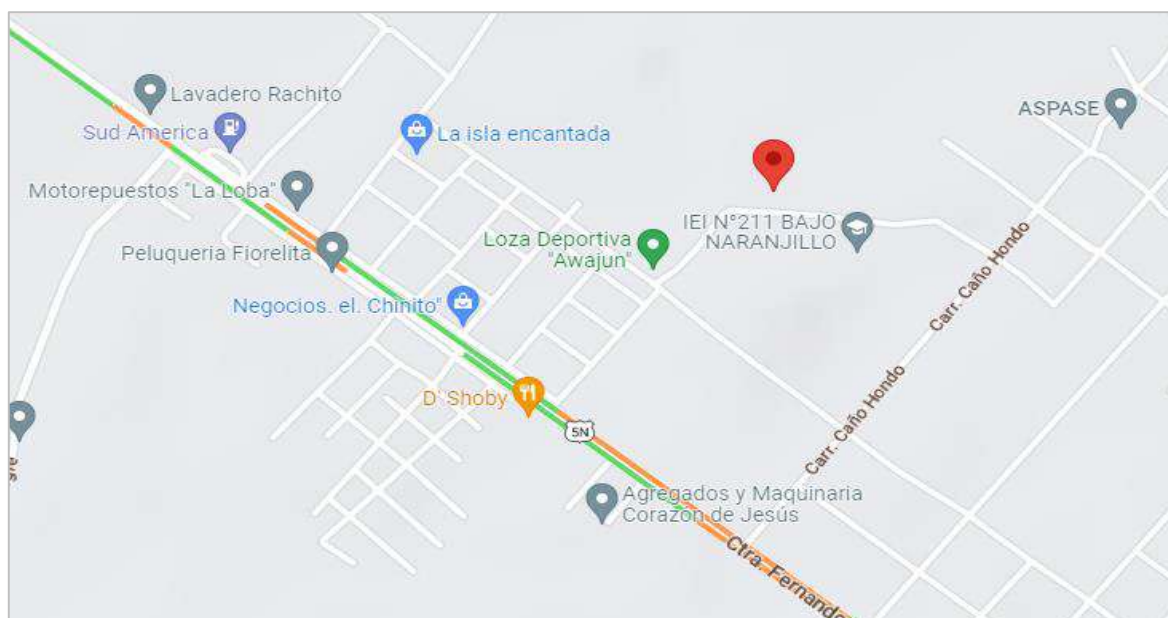 Lavadero Rachito
Sud America
La isla encantada
ASPASE
Motorepuestos "La Loba"
IEI N°211 BAJO
NARANJILLO
Peluqueria Fiorelita
Loza Deportiva
"Awajun"
Carr. Caño Hondo
Negocios. el. Chinito"
Carr. Caño Hondo
D' Shoby
5N
Agregados y Maquinaria
Corazón de Jesús
Ctra. Fernando